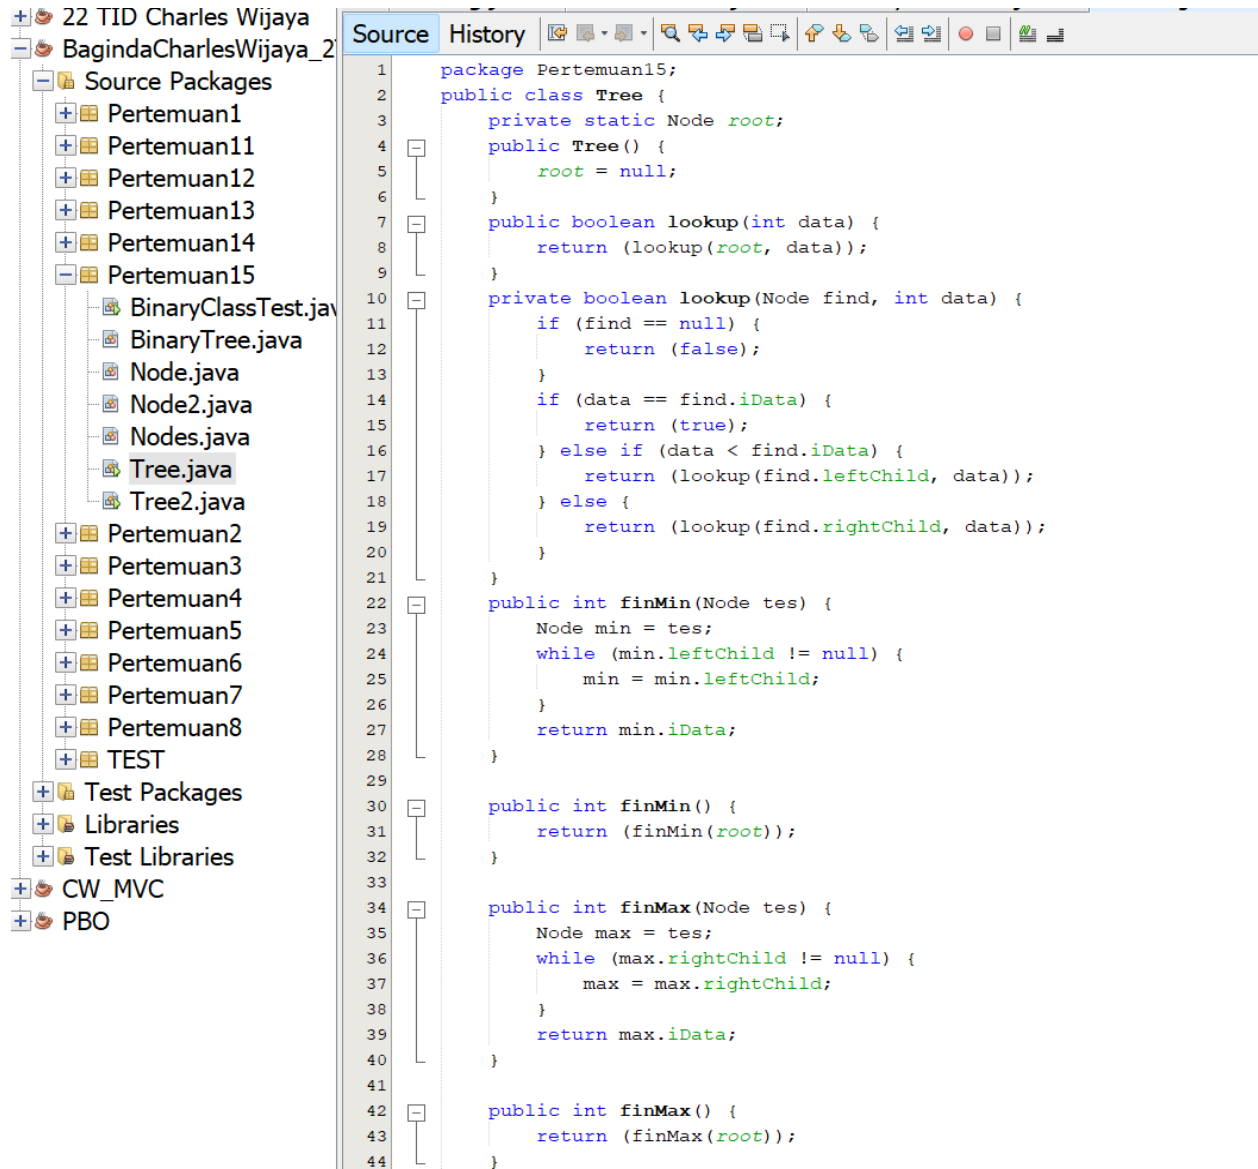 22 TID Charles Wijaya
BagindaCharlesWijaya_2
Source Packages
Pertemuan1
Pertemuan11
Pertemuan12
Pertemuan13
Pertemuan14
Pertemuan15
BinaryClassTest.jav
BinaryTree.java
Node.java
Node2.java
Nodes.java
Tree.java
Tree2.java
Pertemuan2
Pertemuan3
Pertemuan4
Pertemuan5
Pertemuan6
Pertemuan7
Pertemuan8
TEST
Test Packages
Libraries
Test Libraries
CW_MVC
PBO
Source History
1 package Pertemuan15;
2 public class Tree {
3 private static Node root;
4 public Tree() {
5 root = null;
6 }
7 public boolean lookup(int data) {
8 return (lookup(root, data));
9 }
10 private boolean lookup(Node find, int data) {
11 if (find == null) {
12 return (false);
13 }
14 if (data == find.iData) {
15 return (true);
16 } else if (data < find.iData) {
17 return (lookup(find.leftChild, data));
18 } else {
19 return (lookup(find.rightChild, data));
20 }
21 }
22 public int finMin(Node tes) {
23 Node min = tes;
24 while (min.leftChild != null) {
25 min = min.leftChild;
26 }
27 return min.iData;
28 }
29
30 public int finMin() {
31 return (finMin(root));
32 }
33
34 public int finMax(Node tes) {
35 Node max = tes;
36 while (max.rightChild != null) {
37 max = max.rightChild;
38 }
39 return max.iData;
40 }
41
42 public int finMax() {
43 return (finMax(root));
44 }